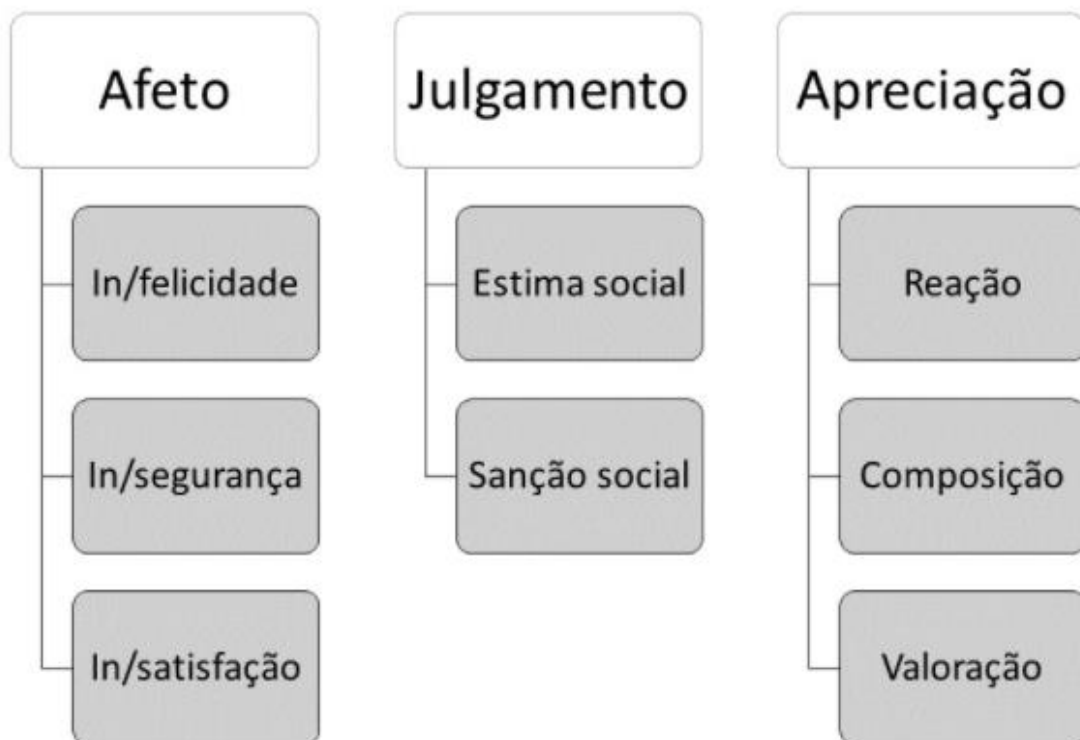 Afeto
In/felicidade
In/segurança
In/satisfação
Julgamento
Estima social
Sanção social
Apreciação
Reação
Composição
Valoração